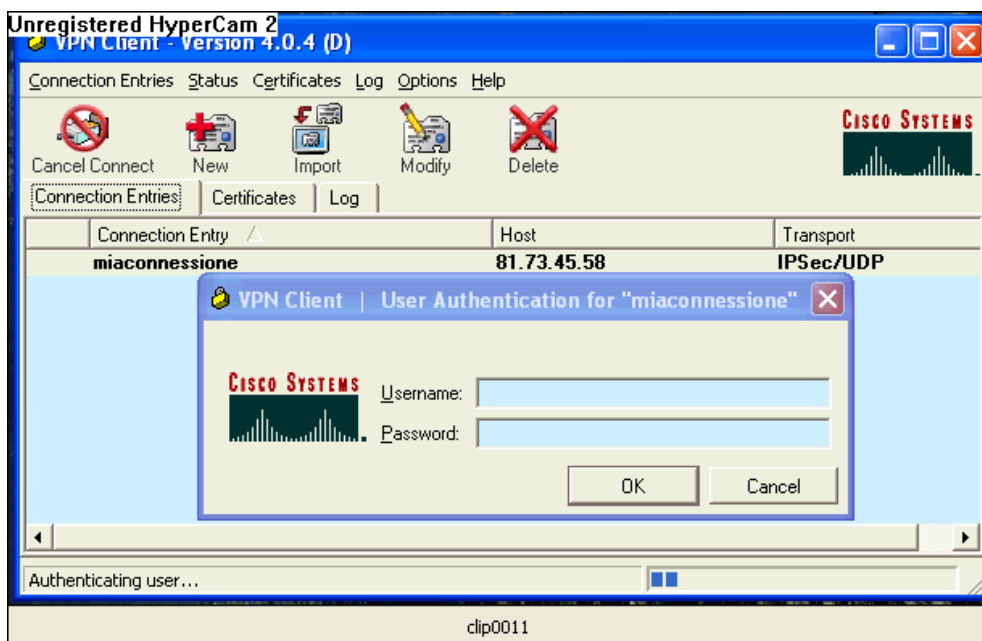 Unregistered HyperCam 2
VPN Client - Version 4.0.4 (D)
Connection Entries Status Certificates Log Options Help
CISCO SYSTEMS
Cancel Connect New Import Modify Delete
Connection Entries Certificates Log
Connection Entry Host Transport
miaconnessione 81.73.45.58 IPSec/UDP
VPN Client | User Authentication for "miaconnessione"
CISCO SYSTEMS
Username:
Password:
OK Cancel
Authenticating user...
clip0011